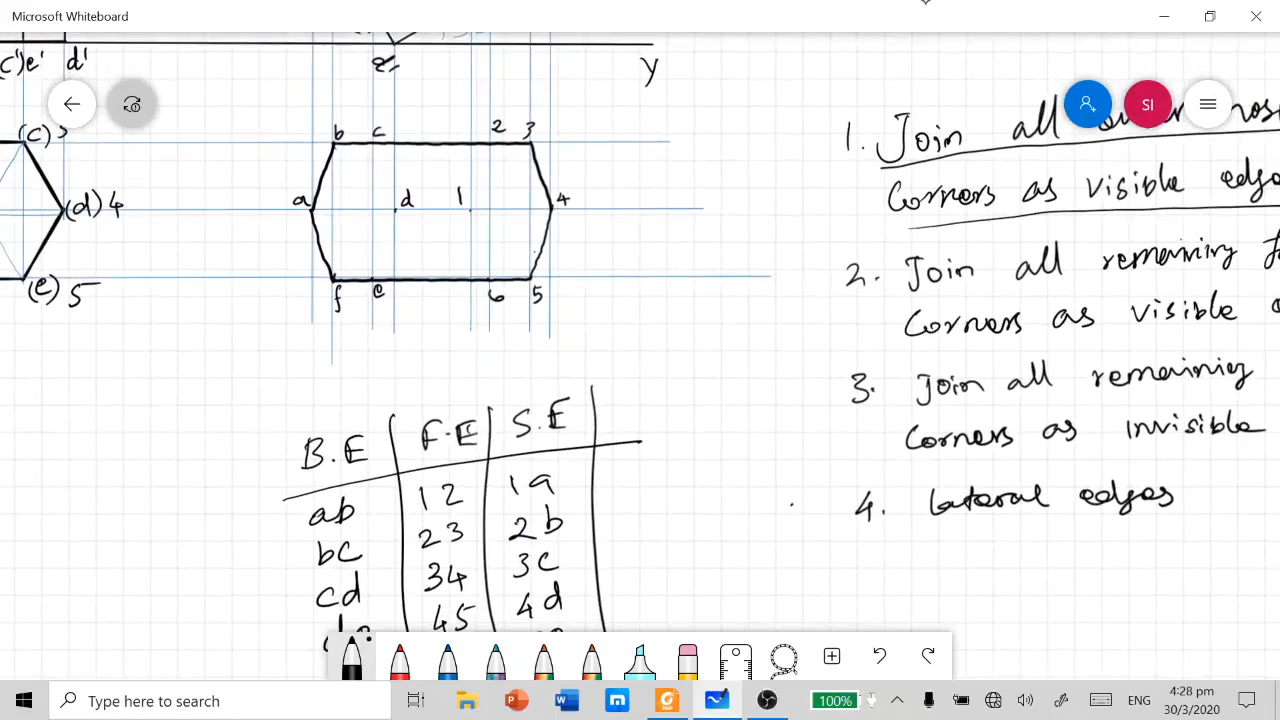 Microsoft Whiteboard
(c')e' d'
y
(c)
(d) 4
(e) 5
b c 2 3
a d 1 4
f e 6 5
1. Join all
Corners as visible
2. Join all remaining
Corners as visible
3. Join all remaining
Corners as invisible
4. lateral edges
B.E F.E S.E
ab 12 1a
bc 23 2b
cd 34 3c
45 4d
SI
Type here to search
100%
ENG
4:28 pm
30/3/2020